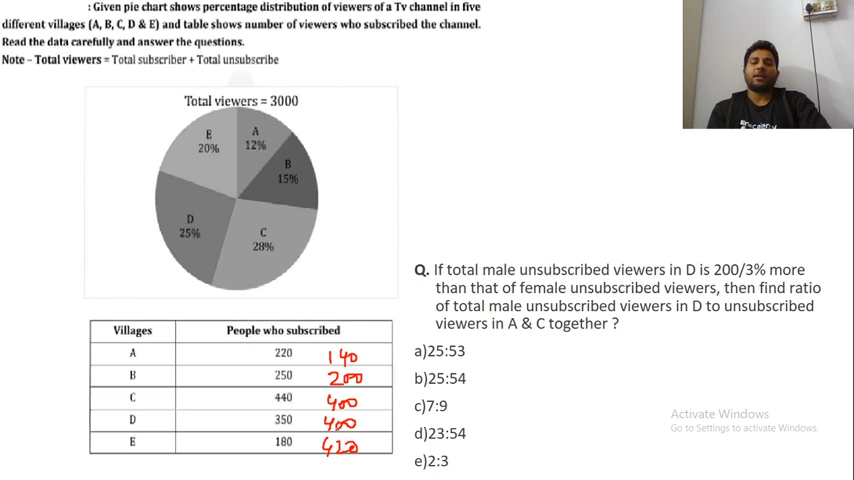 : Given pie chart shows percentage distribution of viewers of a Tv channel in five
different villages (A, B, C, D & E) and table shows number of viewers who subscribed the channel.
Read the data carefully and answer the questions.
Note – Total viewers = Total subscriber + Total unsubscribe
Total viewers = 3000
A
12%
B
15%
C
28%
D
25%
E
20%
Villages People who subscribed
A 220 140
B 250 200
C 440 400
D 350 400
E 180 420
Q. If total male unsubscribed viewers in D is 200/3% more
than that of female unsubscribed viewers, then find ratio
of total male unsubscribed viewers in D to unsubscribed
viewers in A & C together ?
a)25:53
b)25:54
c)7:9
d)23:54
e)2:3
Activate Windows
Go to Settings to activate Windows.